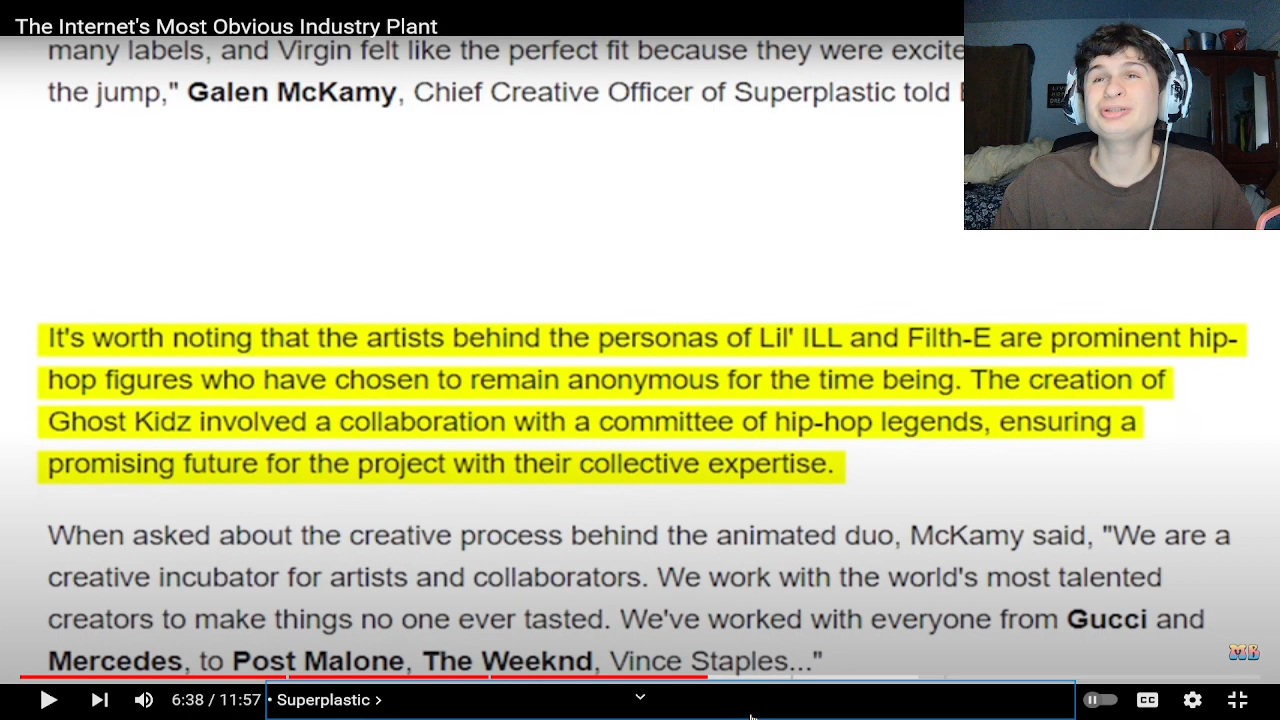 The Internet's Most Obvious Industry Plant
many labels, and Virgin felt like the perfect fit because they were excite
the jump," Galen McKamy, Chief Creative Officer of Superplastic told
It's worth noting that the artists behind the personas of Lil' ILL and Filth-E are prominent hip-
hop figures who have chosen to remain anonymous for the time being. The creation of
Ghost Kidz involved a collaboration with a committee of hip-hop legends, ensuring a
promising future for the project with their collective expertise.
When asked about the creative process behind the animated duo, McKamy said, "We are a
creative incubator for artists and collaborators. We work with the world's most talented
creators to make things no one ever tasted. We've worked with everyone from Gucci and
Mercedes, to Post Malone, The Weeknd, Vince Staples..."
MB
6:38 / 11:57 • Superplastic >
CC